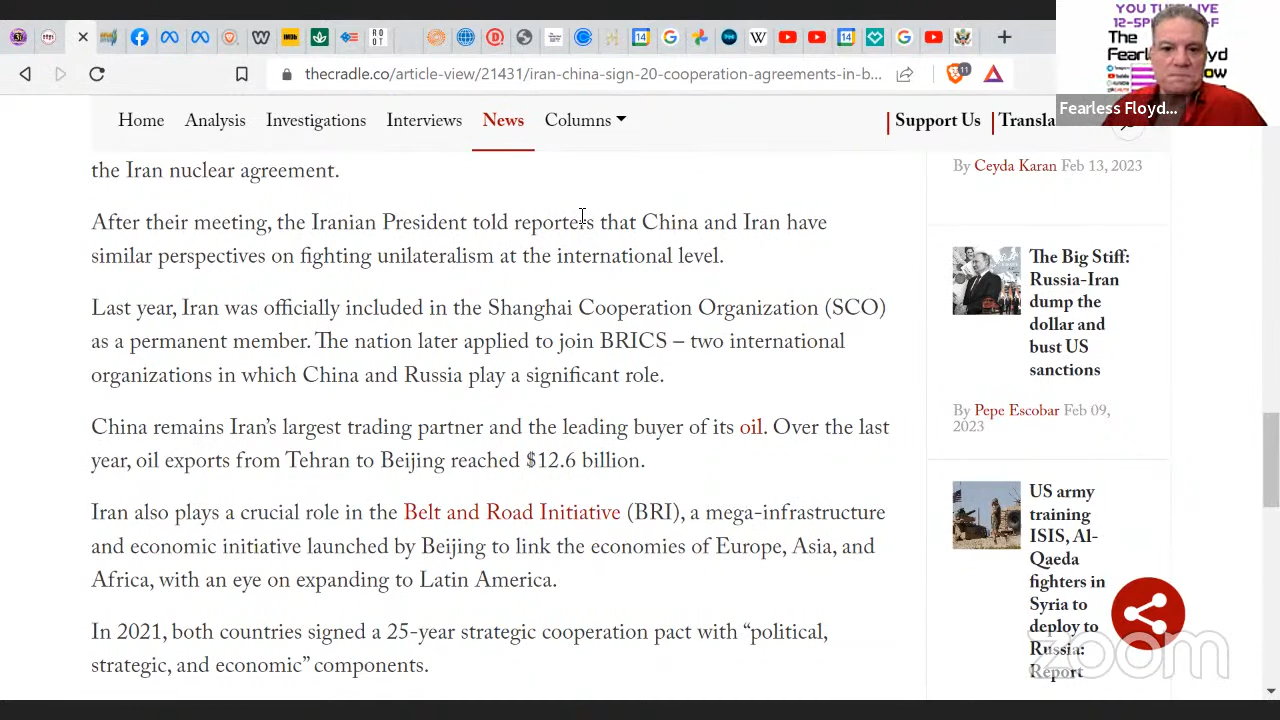 YOU TUBE LIVE
12-5P
-F
The
Fear
oyd
ow
Fearless Floyd...
thecradle.co/article-view/21431/iran-china-sign-20-cooperation-agreements-in-b...
11
Home Analysis Investigations Interviews News Columns Support Us Transla
the Iran nuclear agreement.
After their meeting, the Iranian President told reporters that China and Iran have
similar perspectives on fighting unilateralism at the international level.
Last year, Iran was officially included in the Shanghai Cooperation Organization (SCO)
as a permanent member. The nation later applied to join BRICS – two international
organizations in which China and Russia play a significant role.
China remains Iran's largest trading partner and the leading buyer of its oil. Over the last
year, oil exports from Tehran to Beijing reached $12.6 billion.
Iran also plays a crucial role in the Belt and Road Initiative (BRI), a mega-infrastructure
and economic initiative launched by Beijing to link the economies of Europe, Asia, and
Africa, with an eye on expanding to Latin America.
In 2021, both countries signed a 25-year strategic cooperation pact with “political,
strategic, and economic” components.
By Ceyda Karan Feb 13, 2023
The Big Stiff:
Russia-Iran
dump the
dollar and
bust US
sanctions
By Pepe Escobar Feb 09,
2023
US army
training
ISIS, Al-
Qaeda
fighters in
Syria to
deploy to
Russia:
Report
zoom